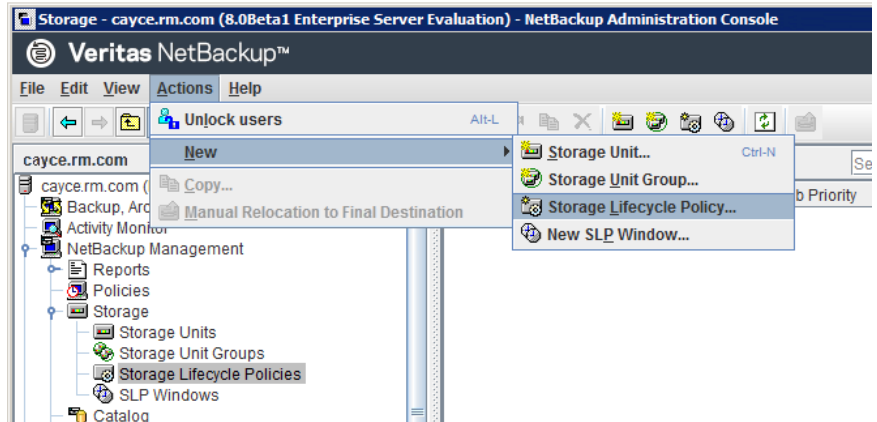 Storage - cayce.rm.com (8.0Beta1 Enterprise Server Evaluation) - NetBackup Administration Console
Veritas NetBackup™
File Edit View Actions Help
Unlock users Alt-L
New
Copy...
Manual Relocation to Final Destination
Storage Unit... Ctrl-N
Storage Unit Group...
Storage Lifecycle Policy...
New SLP Window...
Se
b Priority
cayce.rm.com
cayce.rm.com (
Backup, Arc
Activity Monitor
NetBackup Management
Reports
Policies
Storage
Storage Units
Storage Unit Groups
Storage Lifecycle Policies
SLP Windows
Catalog